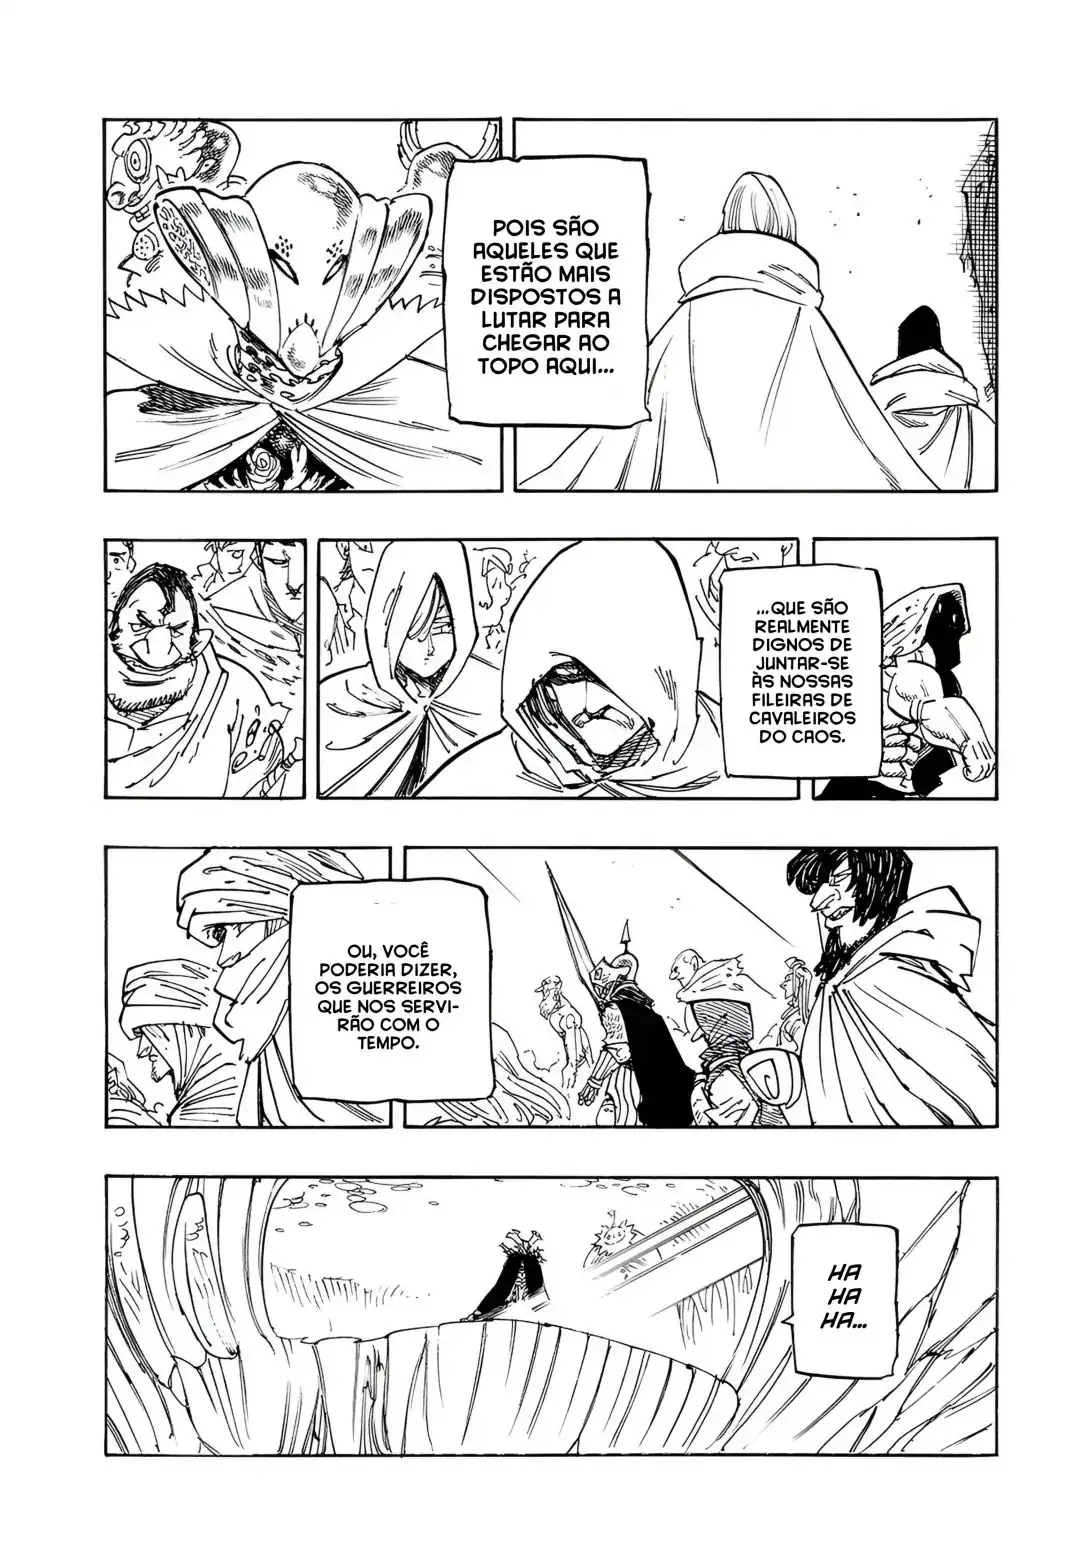 POIS SÃO
AQUELES QUE
ESTÃO MAIS
DISPOSTOS A
LUTAR PARA
CHEGAR AO
TOPO AQUI...
...QUE SÃO
REALMENTE
DIGNOS DE
JUNTAR-SE
ÀS NOSSAS
FILEIRAS DE
CAVALEIROS
DO CAOS.
OU, VOCÊ
PODERIA DIZER,
OS GUERREIROS
QUE NOS SERVI-
RÃO COM O
TEMPO.
HA
HA
HA...